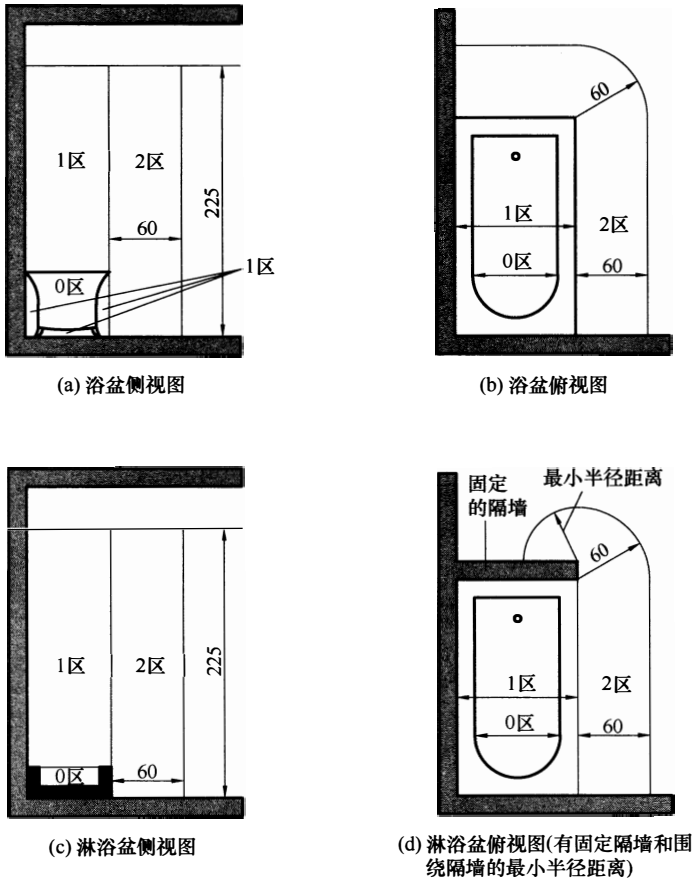 1区
2区
225
60
0区
1区
(a) 浴盆侧视图
60
1区
2区
0区
60
(b) 浴盆俯视图
1区
2区
225
0区
60
(c) 淋浴盆侧视图
固定
的隔墙
最小半径距离
60
1区
2区
0区
60
(d) 淋浴盆俯视图(有固定隔墙和围
绕隔墙的最小半径距离)